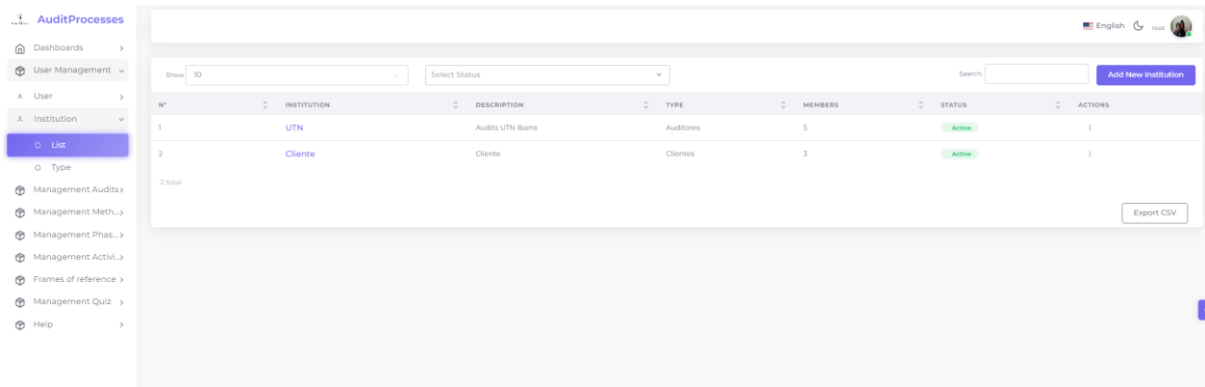 AuditProcesses
English
root
Dashboards
User Management
User
Institution
List
Type
Management Audits
Management Meth...
Management Phas...
Management Activi...
Frames of reference
Management Quiz
Help
Show 10
Select Status
Search:
Add New Institution
N° INSTITUTION DESCRIPTION TYPE MEMBERS STATUS ACTIONS
1 UTN Audits UTN Ibarra Auditores 5 Active
2 Cliente Cliente Clientes 3 Active
2 total
Export CSV